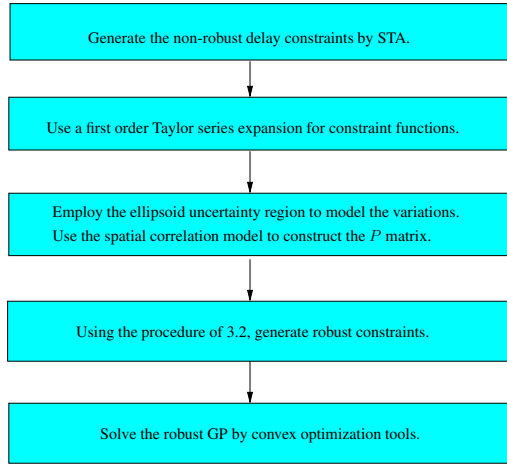 Generate the non-robust delay constraints by STA.
Use a first order Taylor series expansion for constraint functions.
Employ the ellipsoid uncertainty region to model the variations.
Use the spatial correlation model to construct the P matrix.
Using the procedure of 3.2, generate robust constraints.
Solve the robust GP by convex optimization tools.